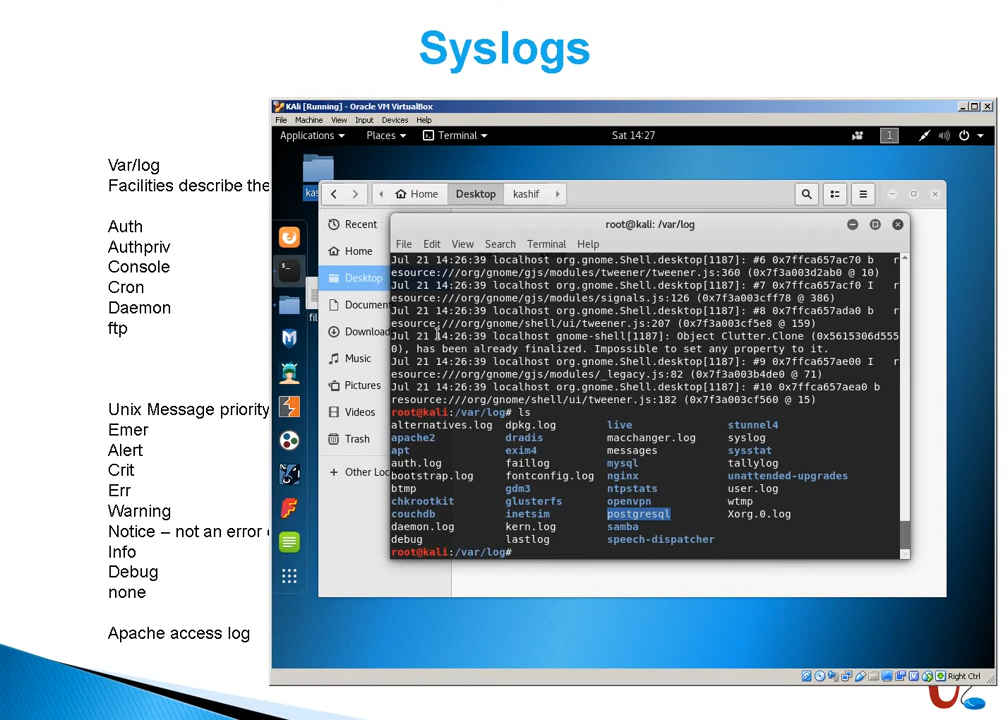 Syslogs
Var/log
Facilities describe the
Auth
Authpriv
Console
Cron
Daemon
ftp
Unix Message priority
Emer
Alert
Crit
Err
Warning
Notice – not an error
Info
Debug
none
Apache access log
KAli [Running] - Oracle VM VirtualBox
File Machine View Input Devices Help
Applications Places Terminal Sat 14:27 1
Home Desktop kashif
Recent
Home
Desktop
Document
Download
Music
Pictures
Videos
Trash
+ Other Loc
root@kali: /var/log
File Edit View Search Terminal Help
Jul 21 14:26:39 localhost org.gnome.Shell.desktop[1187]: #6 0x7ffca657ac70 b r
esource:///org/gnome/gjs/modules/tweener/tweener.js:360 (0x7f3a003d2ab0 @ 10)
Jul 21 14:26:39 localhost org.gnome.Shell.desktop[1187]: #7 0x7ffca657acf0 I r
esource:///org/gnome/gjs/modules/signals.js:126 (0x7f3a003cff78 @ 386)
Jul 21 14:26:39 localhost org.gnome.Shell.desktop[1187]: #8 0x7ffca657ada0 b r
esource:///org/gnome/shell/ui/tweener.js:207 (0x7f3a003cf5e8 @ 159)
Jul 21 14:26:39 localhost gnome-shell[1187]: Object Clutter.Clone (0x5615306d555
0), has been already finalized. Impossible to set any property to it.
Jul 21 14:26:39 localhost org.gnome.Shell.desktop[1187]: #9 0x7ffca657ae00 I r
esource:///org/gnome/gjs/modules/_legacy.js:82 (0x7f3a003b4de0 @ 71)
Jul 21 14:26:39 localhost org.gnome.Shell.desktop[1187]: #10 0x7ffca657aea0 b
resource:///org/gnome/shell/ui/tweener.js:182 (0x7f3a003cf560 @ 15)
root@kali:/var/log# ls
alternatives.log dpkg.log live stunnel4
apache2 dradis macchanger.log syslog
apt exim4 messages sysstat
auth.log faillog mysql tallylog
bootstrap.log fontconfig.log nginx unattended-upgrades
btmp gdm3 ntpstats user.log
chkrootkit glusterfs openvpn wtmp
couchdb inetsim postgresql Xorg.0.log
daemon.log kern.log samba
debug lastlog speech-dispatcher
root@kali:/var/log#
Right Ctrl